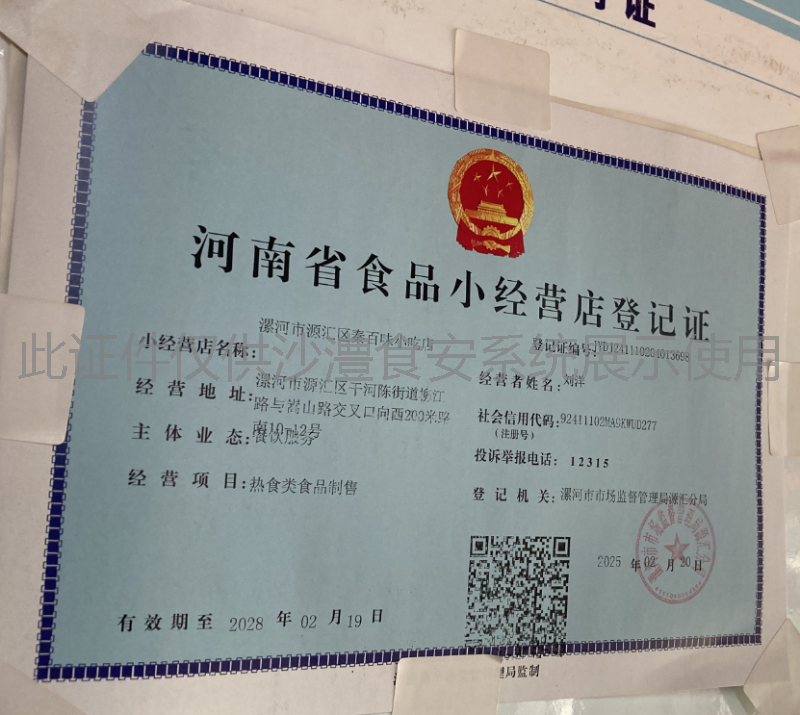 可证
河南省食品小经营店登记证
小经营店名称：漯河市源汇区秦百味小吃店
登记证编号：JYDJ2411102024013698
此证件仅供沙澧食安系统展示使用
经营地址：漯河市源汇区干河陈街道漓江
路与嵩山路交叉口向西200米路
南10-12号
经营者姓名：刘洋
社会信用代码：92411102MA9KWUD277
（注册号）
主体业态：餐饮服务
投诉举报电话：12315
经营项目：热食类食品制售
登记机关：漯河市市场监督管理局源汇分局
2025 年 02 月 20 日
有效期至 2028 年 02 月 19 日
理局监制